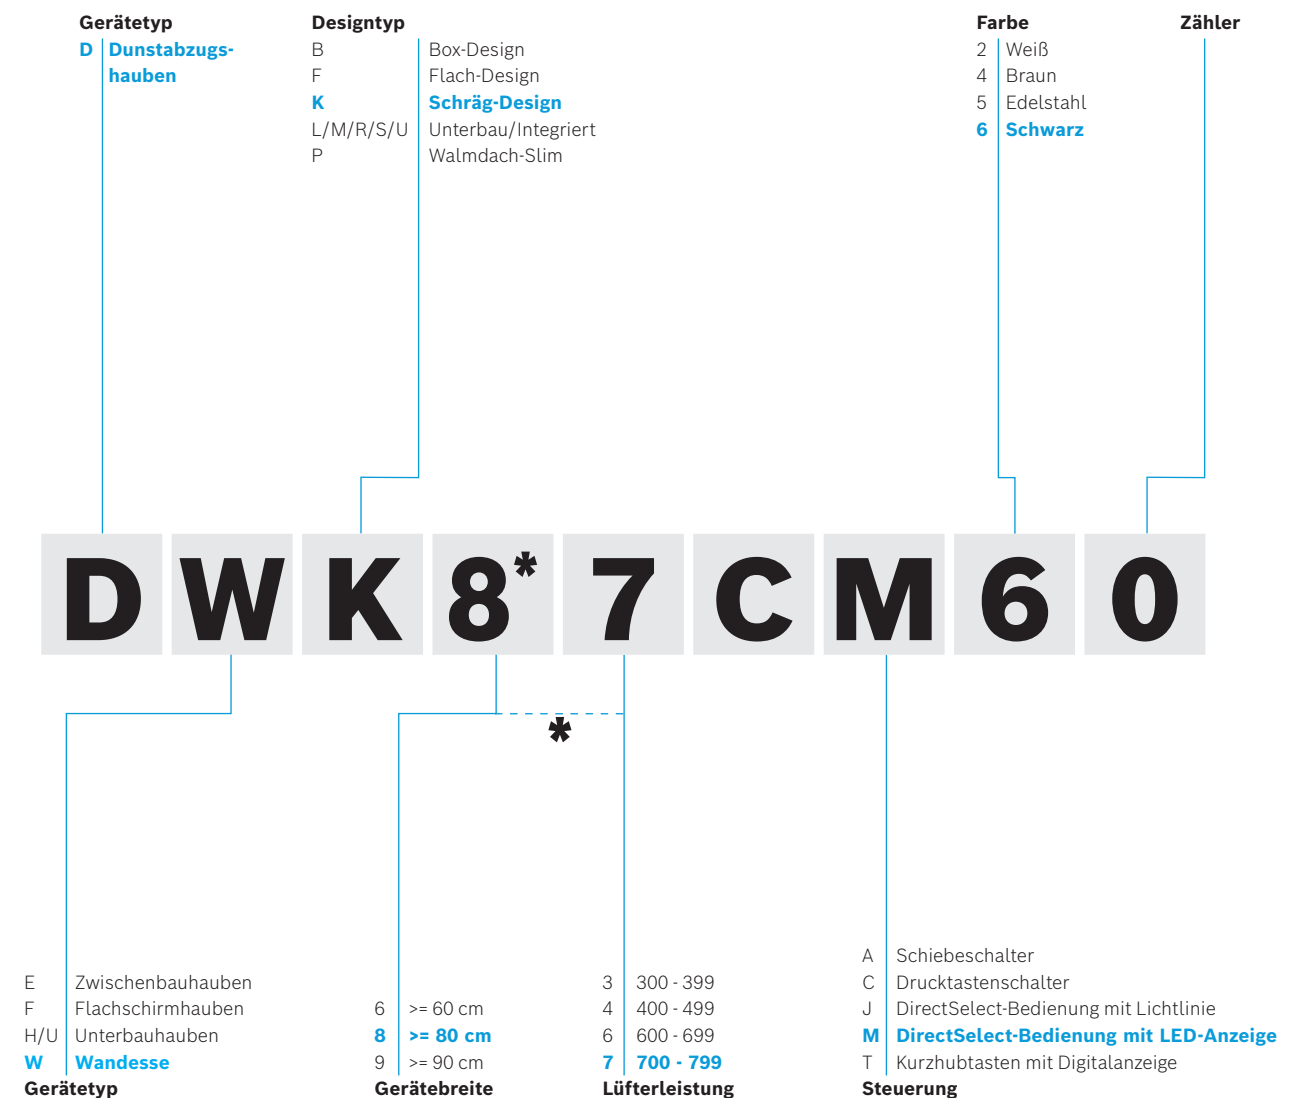 Gerätetyp
D Dunstabzugs-
hauben
Designtyp
B Box-Design
F Flach-Design
K Schräg-Design
L/M/R/S/U Unterbau/Integriert
P Walmdach-Slim
Farbe
2 Weiß
4 Braun
5 Edelstahl
6 Schwarz
Zähler
D W K 8* 7 C M 6 0
*
E Zwischenbauhauben
F Flachschirmhauben
H/U Unterbauhauben
W Wandesse
Gerätetyp
6 >= 60 cm
8 >= 80 cm
9 >= 90 cm
Gerätebreite
3 300 - 399
4 400 - 499
6 600 - 699
7 700 - 799
Lüfterleistung
A Schiebeschalter
C Drucktastenschalter
J DirectSelect-Bedienung mit Lichtlinie
M DirectSelect-Bedienung mit LED-Anzeige
T Kurzhubtasten mit Digitalanzeige
Steuerung